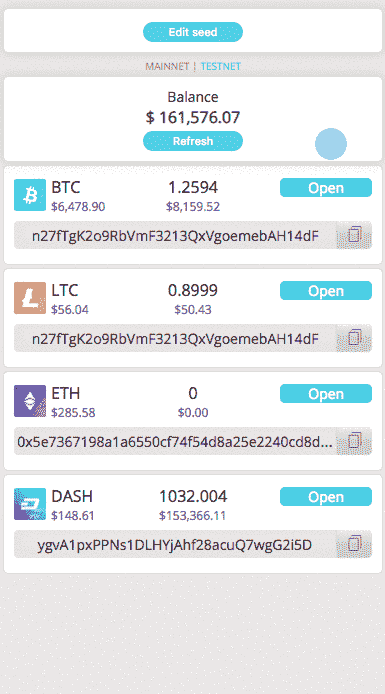 Edit seed
MAINNET | TESTNET
Balance
$ 161,576.07
Refresh
BTC 1.2594 Open
$6,478.90 $8,159.52
n27fTgK2o9RbVmF3213QxVgoemebAH14dF
LTC 0.8999 Open
$56.04 $50.43
n27fTgK2o9RbVmF3213QxVgoemebAH14dF
ETH 0 Open
$285.58 $0.00
0x5e7367198a1a6550cf74f54d8a25e2240cd8d...
DASH 1032.004 Open
$148.61 $153,366.11
ygvA1pxPPNs1DLHYjAhf28acuQ7wgG2i5D